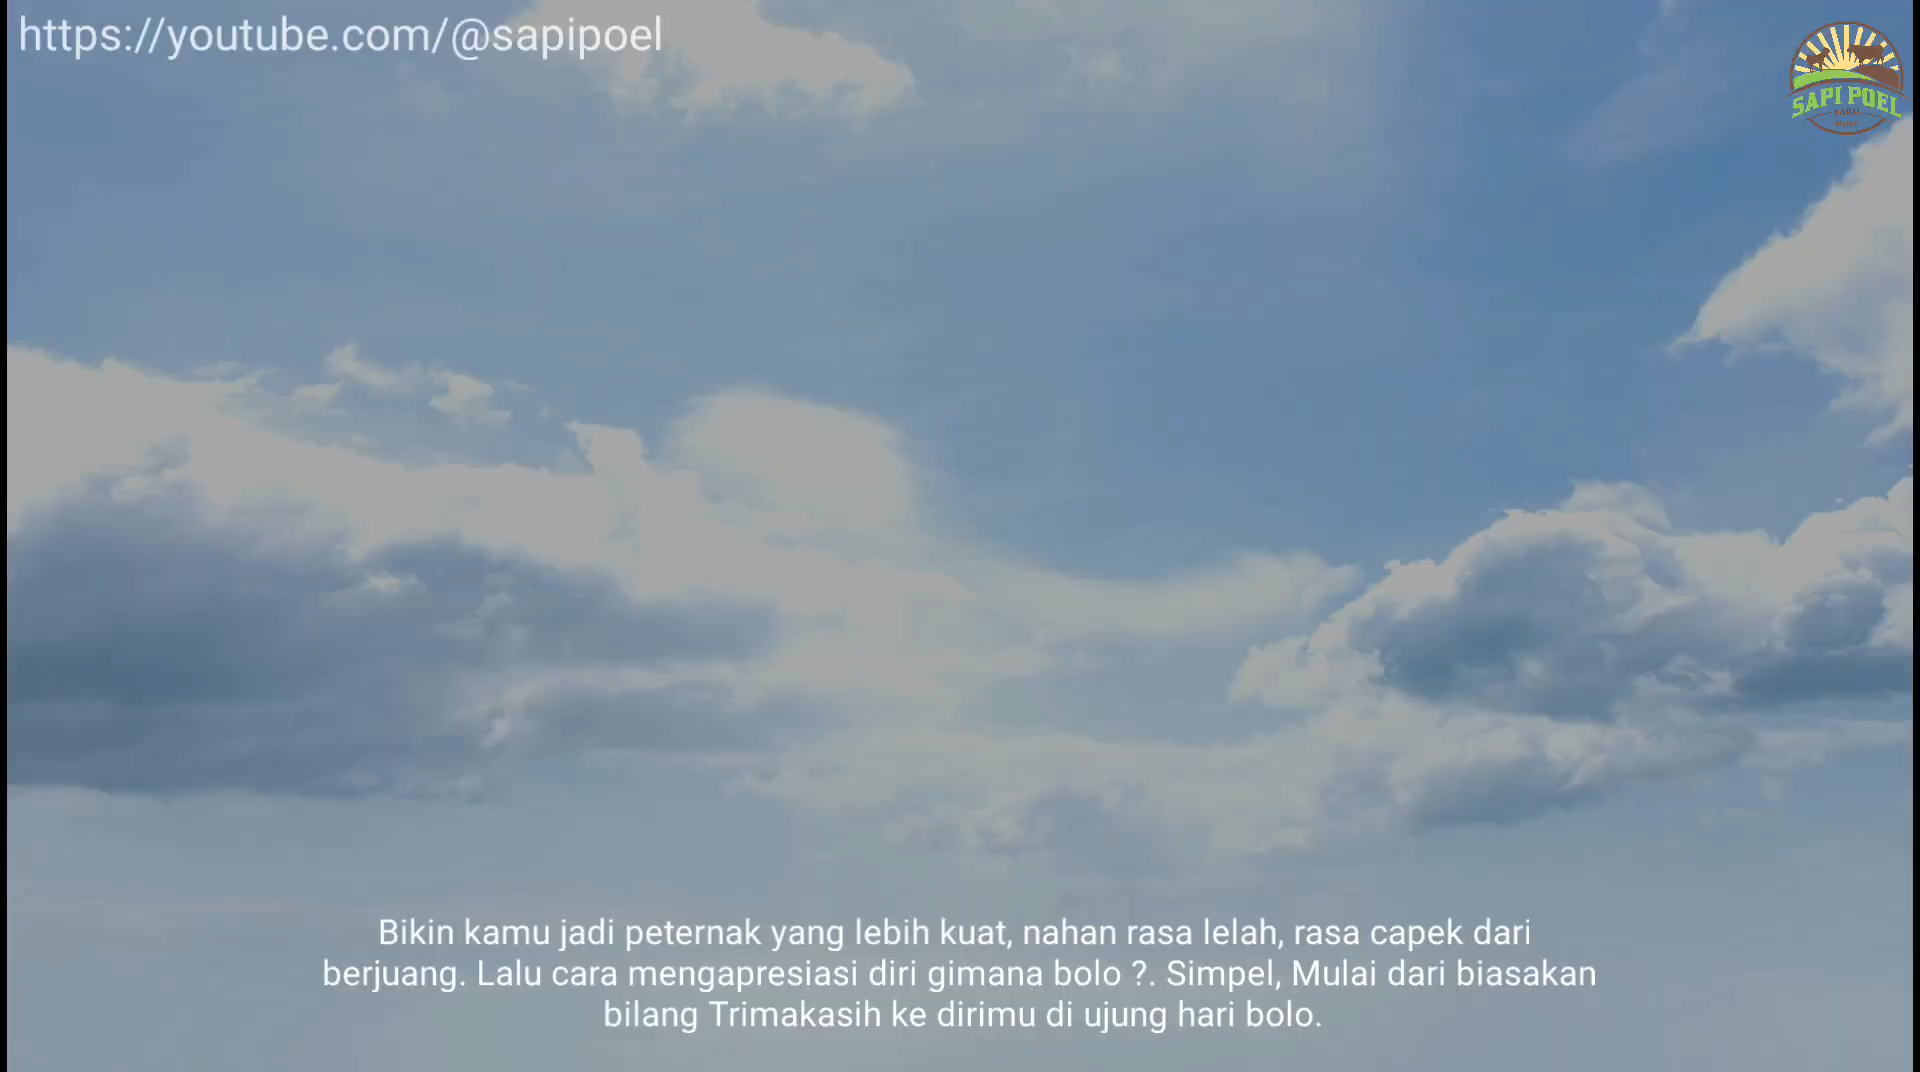 https://youtube.com/@sapipoel
SAPI POEL
FARM
Bikin kamu jadi peternak yang lebih kuat, nahan rasa lelah, rasa capek dari
berjuang. Lalu cara mengapresiasi diri gimana bolo ?. Simpel, Mulai dari biasakan
bilang Trimakasih ke dirimu di ujung hari bolo.